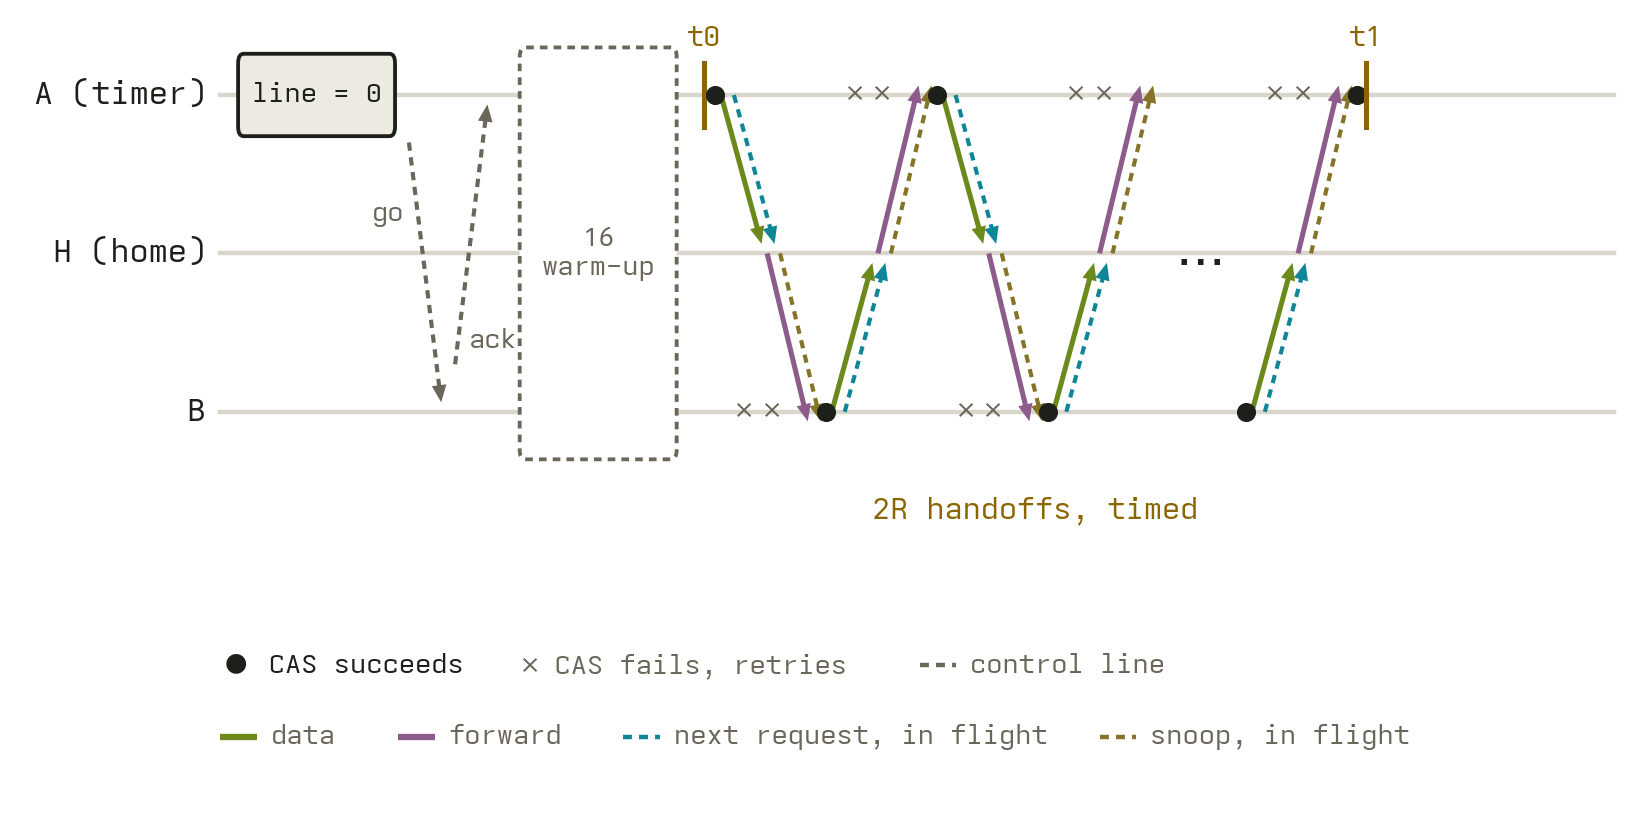 t0
t1
A (timer)
line = 0
go
H (home)
16
warm-up
...
ack
B
2R handoffs, timed
CAS succeeds
CAS fails, retries
control line
data
forward
next request, in flight
snoop, in flight